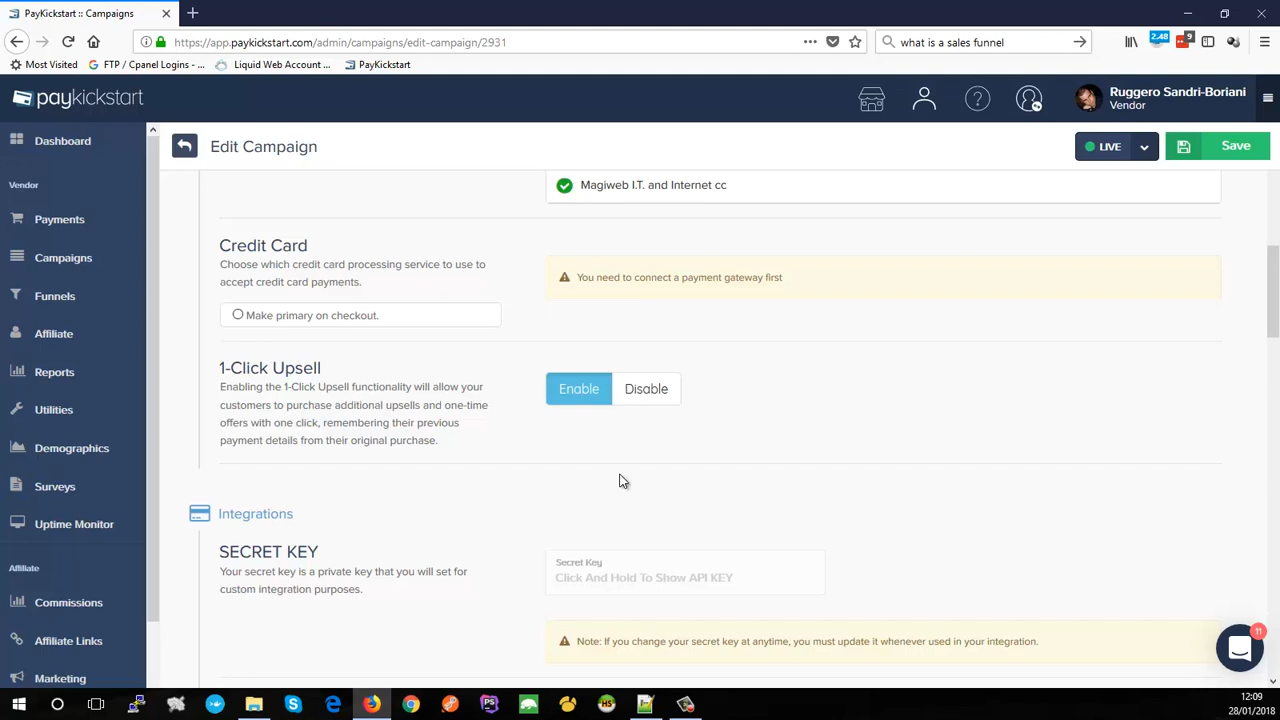 PayKickstart :: Campaigns
https://app.paykickstart.com/admin/campaigns/edit-campaign/2931
what is a sales funnel
2.48
9
Most Visited
FTP / Cpanel Logins - ...
Liquid Web Account ...
PayKickstart
paykickstart
Ruggero Sandri-Boriani
Vendor
Dashboard
Vendor
Payments
Campaigns
Funnels
Affiliate
Reports
Utilities
Demographics
Surveys
Uptime Monitor
Affiliate
Commissions
Affiliate Links
Marketing
Edit Campaign
LIVE
Save
Magiweb I.T. and Internet cc
Credit Card
Choose which credit card processing service to use to
accept credit card payments.
Make primary on checkout.
You need to connect a payment gateway first
1-Click Upsell
Enabling the 1-Click Upsell functionality will allow your
customers to purchase additional upsells and one-time
offers with one click, remembering their previous
payment details from their original purchase.
Enable
Disable
Integrations
SECRET KEY
Your secret key is a private key that you will set for
custom integration purposes.
Secret Key
Click And Hold To Show API KEY
Note: If you change your secret key at anytime, you must update it whenever used in your integration.
11
PS
HS
12:09
28/01/2018